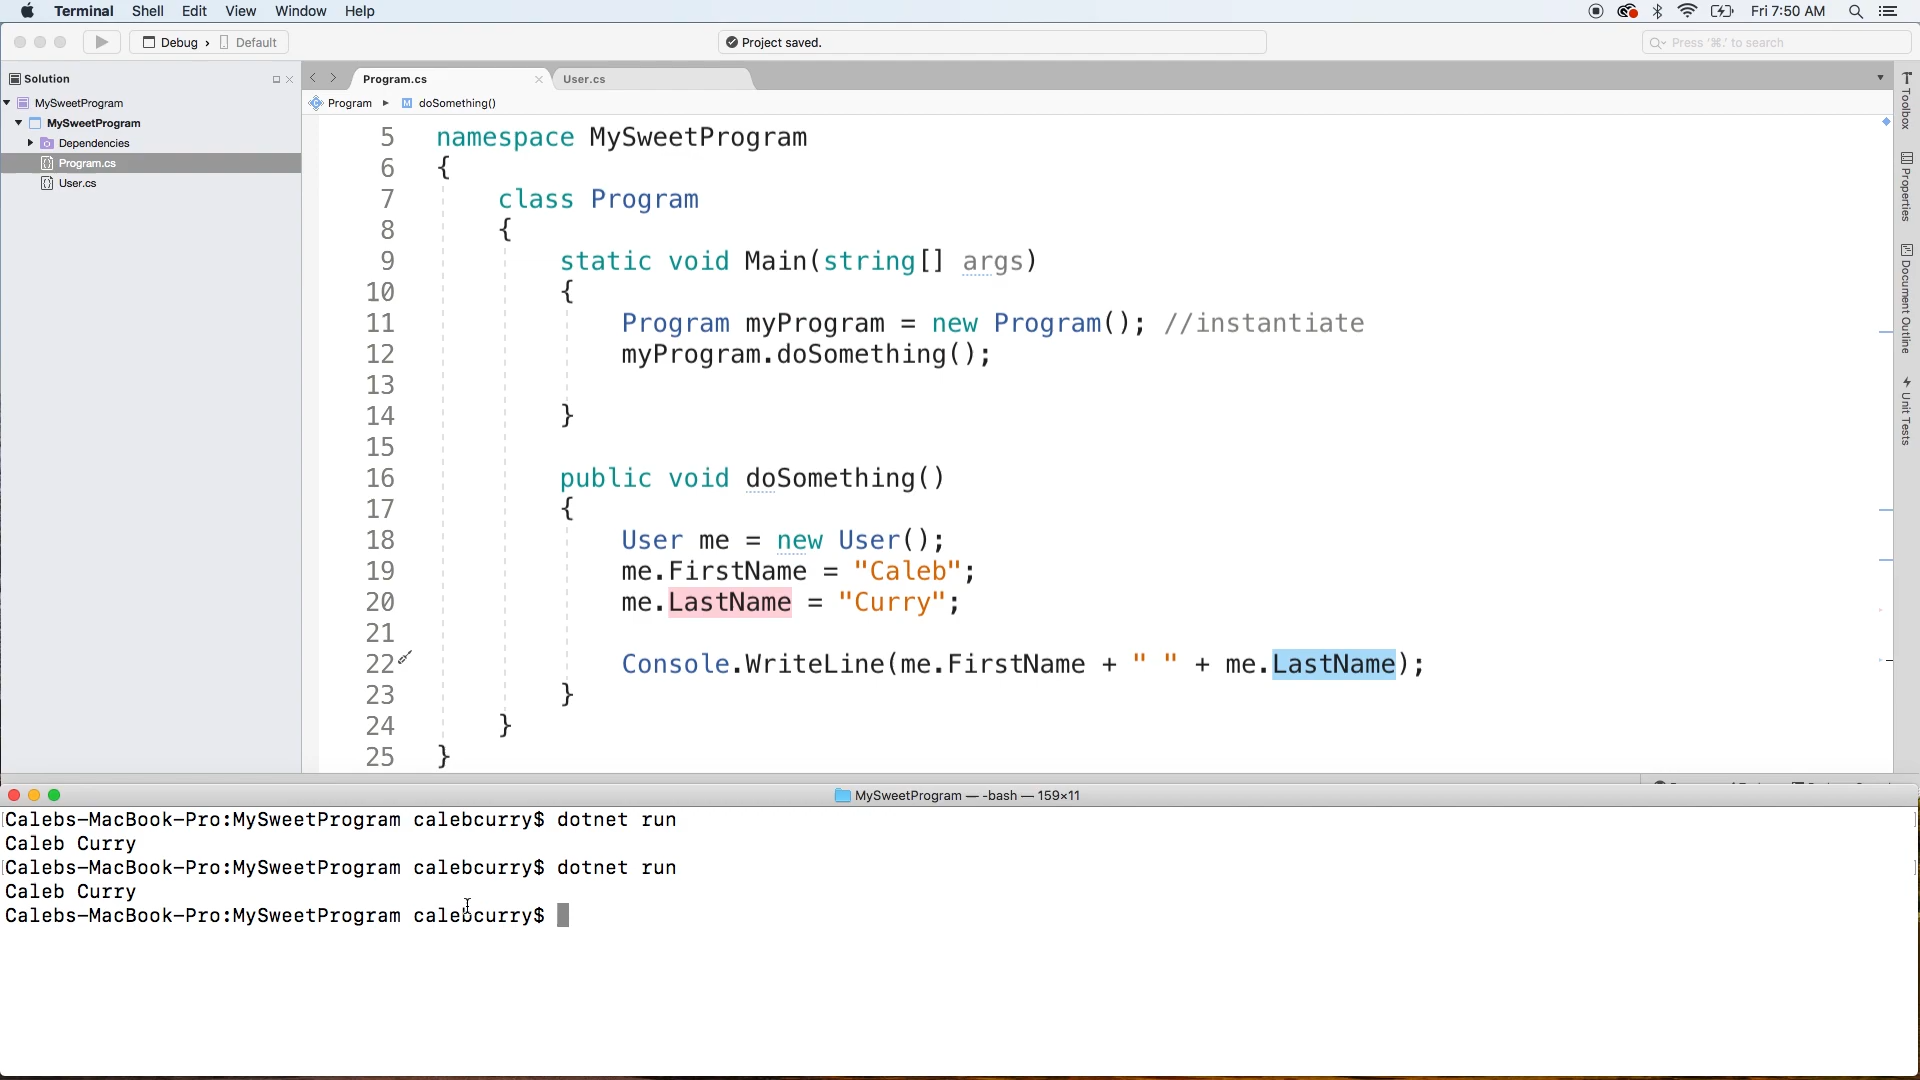 Terminal Shell Edit View Window Help Fri 7:50 AM
Debug › Default Project saved. Press '⌘.' to search
Solution Program.cs User.cs
MySweetProgram
MySweetProgram
Dependencies
Program.cs
User.cs
Program ▸ M doSomething()
5 namespace MySweetProgram
6 {
7 class Program
8 {
9 static void Main(string[] args)
10 {
11 Program myProgram = new Program(); //instantiate
12 myProgram.doSomething();
13
14 }
15
16 public void doSomething()
17 {
18 User me = new User();
19 me.FirstName = "Caleb";
20 me.LastName = "Curry";
21
22 Console.WriteLine(me.FirstName + " " + me.LastName);
23 }
24 }
25 }
Toolbox
Properties
Document Outline
Unit Tests
MySweetProgram — -bash — 159×11
[Calebs-MacBook-Pro:MySweetProgram calebcurry$ dotnet run ]
Caleb Curry
[Calebs-MacBook-Pro:MySweetProgram calebcurry$ dotnet run ]
Caleb Curry
Calebs-MacBook-Pro:MySweetProgram calebcurry$